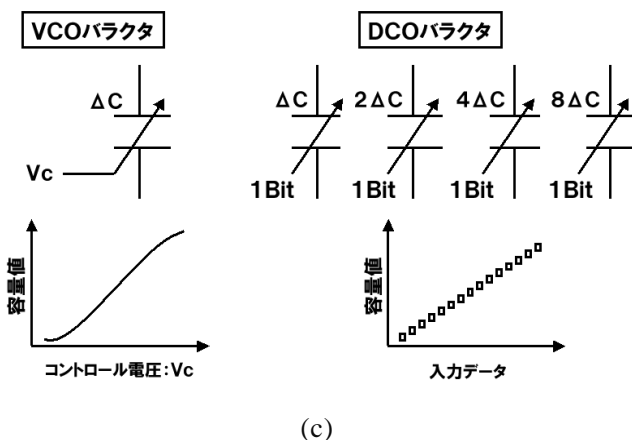 VCOバラクタ
DCOバラクタ
ΔC
ΔC
2ΔC
4ΔC
8ΔC
Vc
1Bit
1Bit
1Bit
1Bit
容量値
容量値
コントロール電圧:Vc
入力データ
(c)